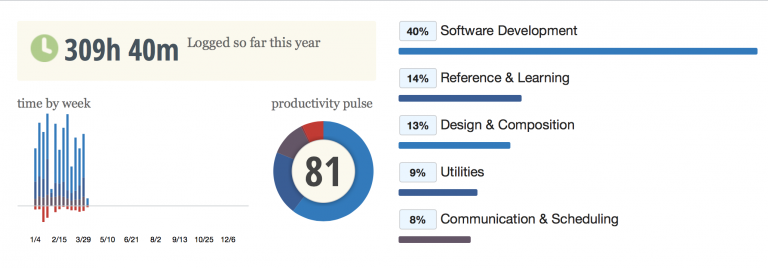 309h 40m Logged so far this year
time by week
productivity pulse
81
1/4 2/15 3/29 5/10 6/21 8/2 9/13 10/25 12/6
40% Software Development
14% Reference & Learning
13% Design & Composition
9% Utilities
8% Communication & Scheduling